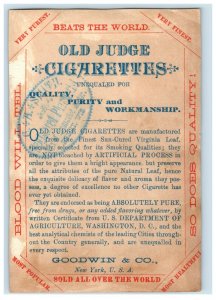 VERY PUREST.
BEATS THE WORLD.
VERY FINEST.
OLD JUDGE
CIGARETTES
UNEQUALED FOR
QUALITY,
PURITY and
WORKMANSHIP.
OLD JUDGE CIGARETTES are manufactured
from the Finest Sun-Cured Virginia Leaf,
specially selected for its Smoking Qualities; they
are NOT bleached by ARTIFICIAL PROCESS in
order to give them a bright appearance, but preserve
all the attributes of the pure Natural Leaf, hence
the exquisite delicacy of flavor and aroma they pos-
sess, a degree of excellence no other Cigarette has
ever yet obtained.
They are endorsed as being ABSOLUTELY PURE,
free from drugs, or any added flavoring whatever, by
written Certificates from U. S. DEPARTMENT OF
AGRICULTURE, WASHINGTON, D. C., and the
best analytical chemists of the leading Cities through-
out the Country generally, and are unequalled in
every respect.
GOODWIN & CO.
New York, U. S. A.
BLOOD WILL TELL
SO DOES QUALITY
MOST POPULAR.
SOLD ALL OVER THE WORLD